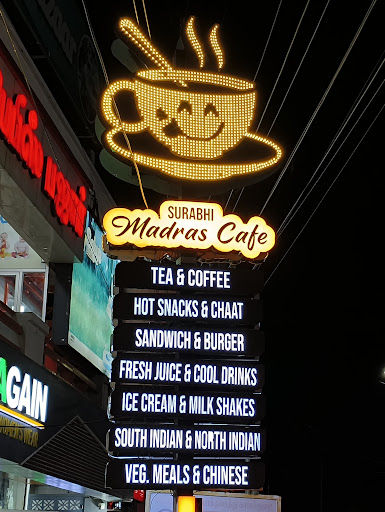 SURABHI
Madras Cafe
TEA & COFFEE
HOT SNACKS & CHAAT
SANDWICH & BURGER
FRESH JUICE & COOL DRINKS
ICE CREAM & MILK SHAKES
SOUTH INDIAN & NORTH INDIAN
VEG. MEALS & CHINESE
AGAIN